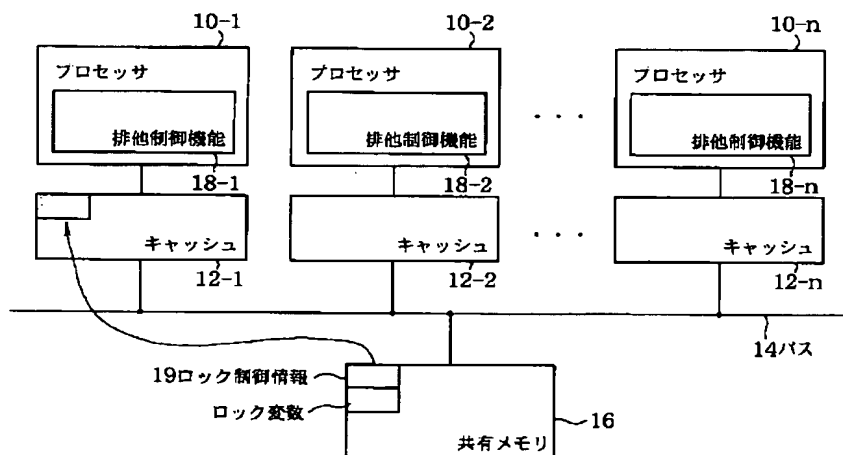 10-1 10-2 10-n
プロセッサ プロセッサ プロセッサ
排他制御機能 排他制御機能 排他制御機能
18-1 18-2 18-n
キャッシュ キャッシュ キャッシュ
12-1 12-2 12-n
14バス
19ロック制御情報
ロック変数
16
共有メモリ